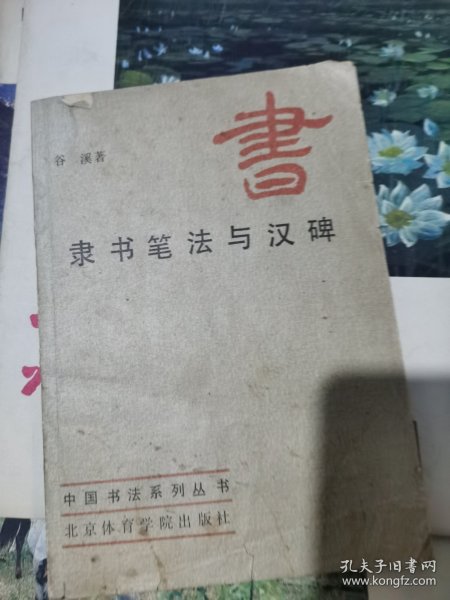 書
谷溪著
隶书笔法与汉碑
中国书法系列丛书
北京体育学院出版社
孔夫子旧书网
www.kongfz.com